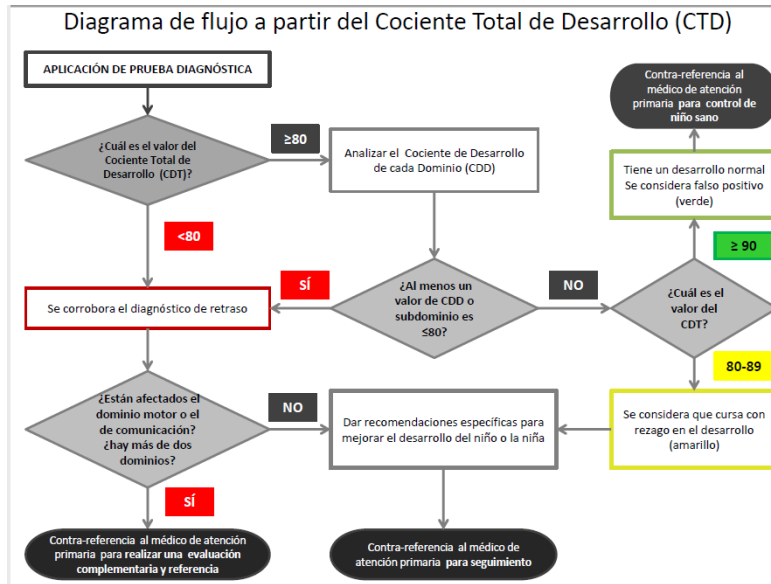 Diagrama de flujo a partir del Cociente Total de Desarrollo (CTD)
APLICACIÓN DE PRUEBA DIAGNÓSTICA
¿Cuál es el valor del
Cociente Total de
Desarrollo (CDT)?
≥80
Analizar el Cociente de Desarrollo
de cada Dominio (CDD)
Contra-referencia al
médico de atención
primaria para control de
niño sano
Tiene un desarrollo normal
Se considera falso positivo
(verde)
<80
≥ 90
Se corrobora el diagnóstico de retraso
SÍ
¿Al menos un
valor de CDD o
subdominio es
≤80?
NO
¿Cuál es el
valor del
CDT?
80-89
¿Están afectados el
dominio motor o el
de comunicación?
¿hay más de dos
dominios?
NO
Dar recomendaciones específicas para
mejorar el desarrollo del niño o la niña
Se considera que cursa con
rezago en el desarrollo
(amarillo)
SÍ
Contra-referencia al médico de atención
primaria para realizar una evaluación
complementaria y referencia
Contra-referencia al médico de
atención primaria para seguimiento